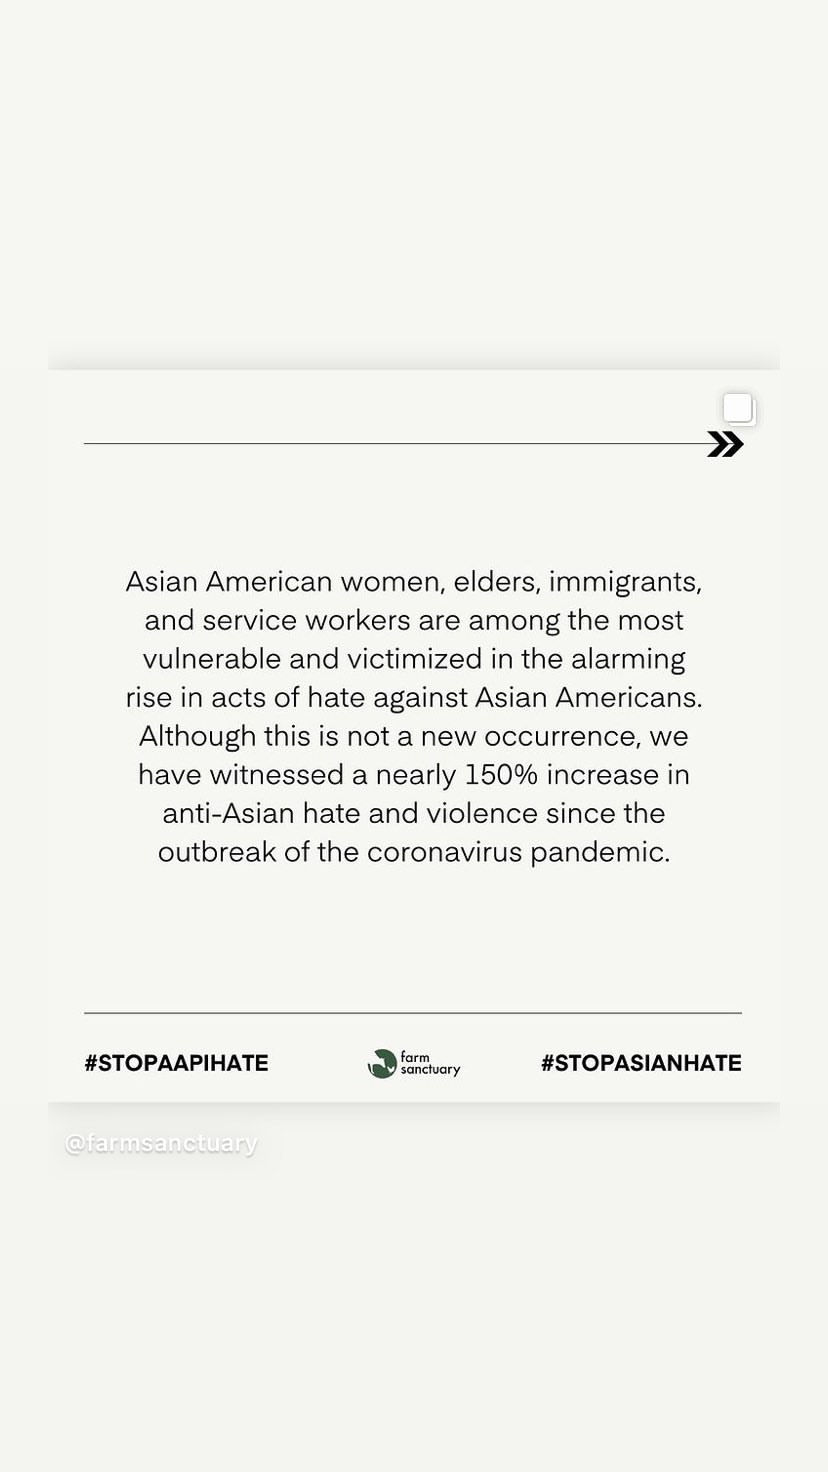 Asian American women, elders, immigrants,
and service workers are among the most
vulnerable and victimized in the alarming
rise in acts of hate against Asian Americans.
Although this is not a new occurrence, we
have witnessed a nearly 150% increase in
anti-Asian hate and violence since the
outbreak of the coronavirus pandemic.
#STOPAAPIHATE
farm
sanctuary
#STOPASIANHATE
@farmsanctuary